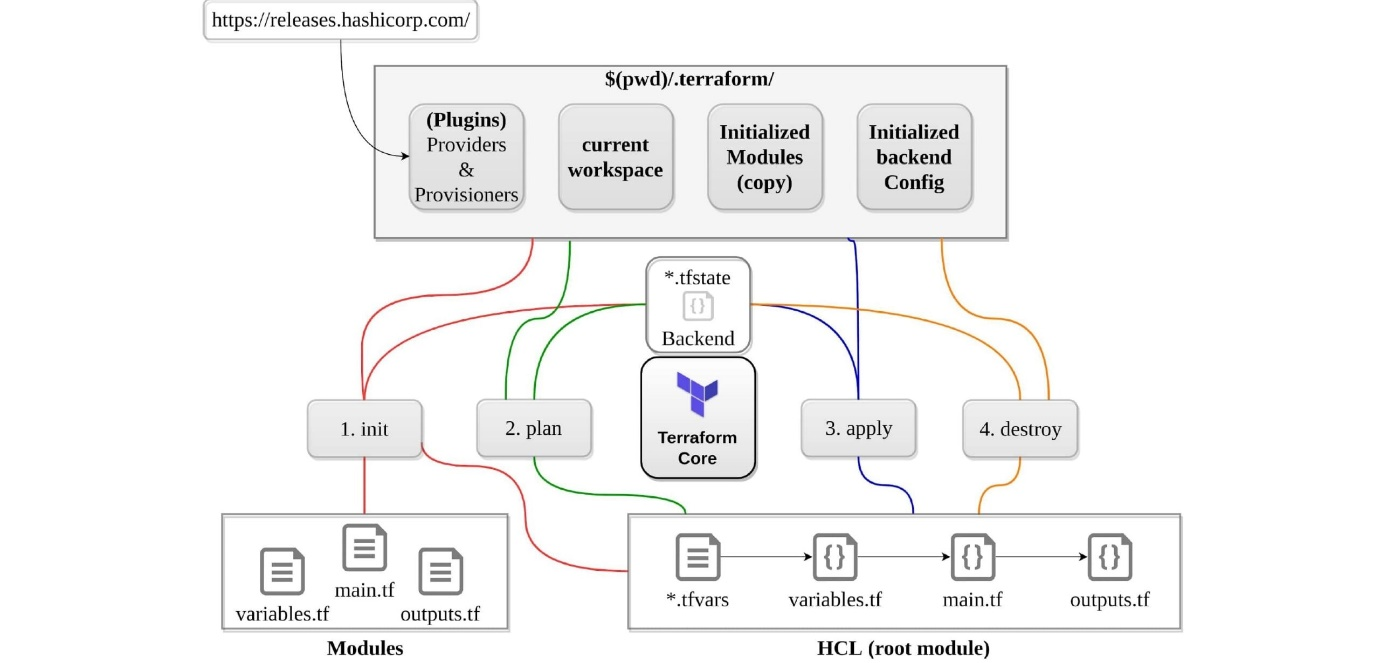 https://releases.hashicorp.com/
$(pwd)/.terraform/
(Plugins)
Providers
&
Provisioners
current
workspace
Initialized
Modules
(copy)
Initialized
backend
Config
*.tfstate
{}
Backend
1. init
2. plan
Terraform
Core
3. apply
4. destroy
variables.tf
main.tf
outputs.tf
Modules
*.tfvars
{}
variables.tf
{}
main.tf
{}
outputs.tf
HCL (root module)